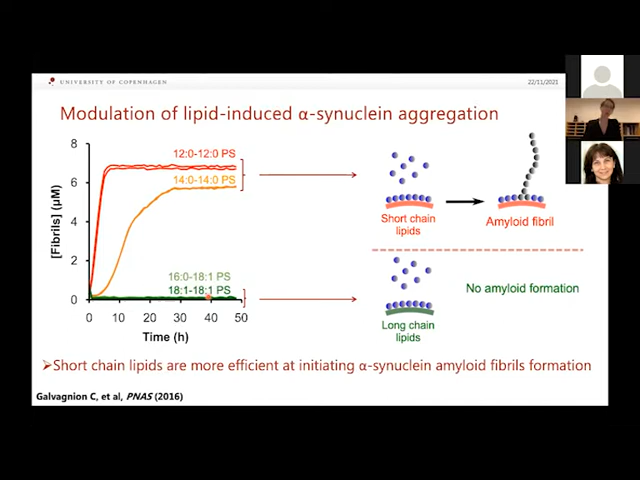 UNIVERSITY OF COPENHAGEN
22/11/2021
Modulation of lipid-induced α-synuclein aggregation
8
6
4
2
0
[Fibrils] (µM)
12:0-12:0 PS
14:0-14:0 PS
16:0-18:1 PS
18:1-18:1 PS
0 10 20 30 40 50
Time (h)
Short chain
lipids
Amyloid fibril
No amyloid formation
Long chain
lipids
➢Short chain lipids are more efficient at initiating α-synuclein amyloid fibrils formation
Galvagnion C, et al, PNAS (2016)